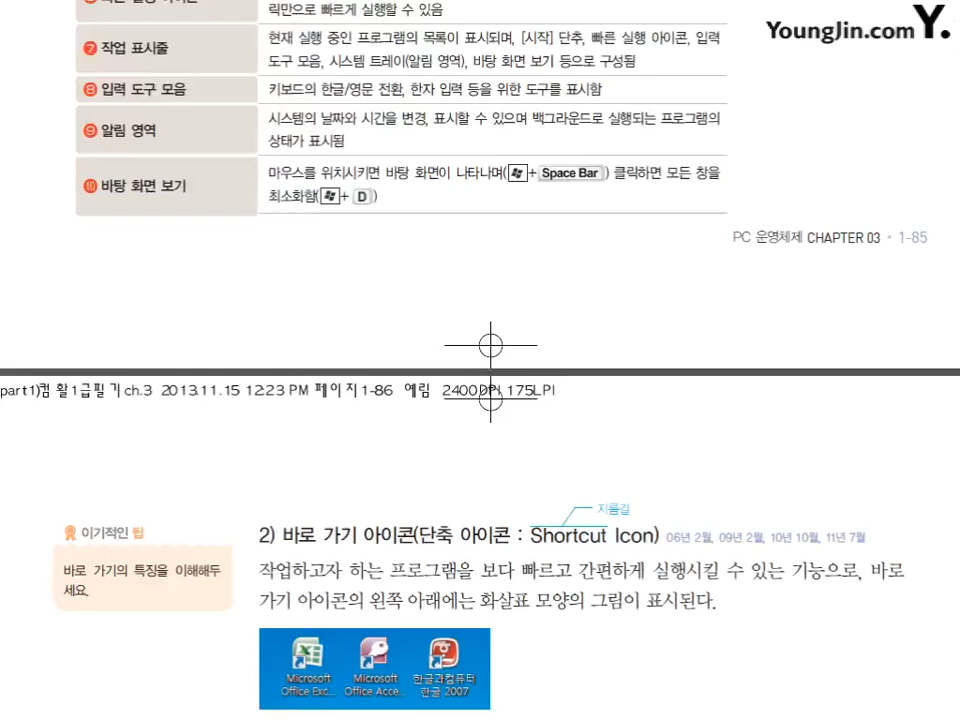 릭만으로 빠르게 실행할 수 있음
YoungJin.com Y.
⑦ 작업 표시줄
현재 실행 중인 프로그램의 목록이 표시되며, [시작] 단추, 빠른 실행 아이콘, 입력
도구 모음, 시스템 트레이(알림 영역), 바탕 화면 보기 등으로 구성됨
⑧ 입력 도구 모음
키보드의 한글/영문 전환, 한자 입력 등을 위한 도구를 표시함
⑨ 알림 영역
시스템의 날짜와 시간을 변경, 표시할 수 있으며 백그라운드로 실행되는 프로그램의
상태가 표시됨
⑩ 바탕 화면 보기
마우스를 위치시키면 바탕 화면이 나타나며(+Space Bar) 클릭하면 모든 창을
최소화함(+D)
PC 운영체제 CHAPTER 03 • 1-85
part1)컴활1급필기ch.3 2013.11.15 12:23 PM 페이지1-86 예림 2400DPI 175LPI
지름길
이기적인 팁
바로 가기의 특징을 이해해두
세요.
2) 바로 가기 아이콘(단축 아이콘 : Shortcut Icon) 06년 2월, 09년 2월, 10년 10월, 11년 7월
작업하고자 하는 프로그램을 보다 빠르고 간편하게 실행시킬 수 있는 기능으로, 바로
가기 아이콘의 왼쪽 아래에는 화살표 모양의 그림이 표시된다.
Microsoft Office Exc...
Microsoft Office Acce...
한글과컴퓨터 한글 2007